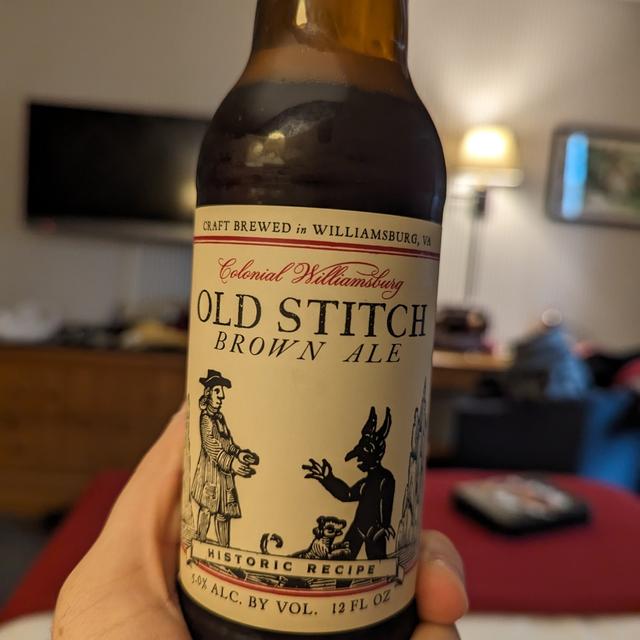 CRAFT BREWED in WILLIAMSBURG, VA
Colonial Williamsburg
OLD STITCH
BROWN ALE
HISTORIC RECIPE
5.0% ALC. BY VOL. 12 FL OZ